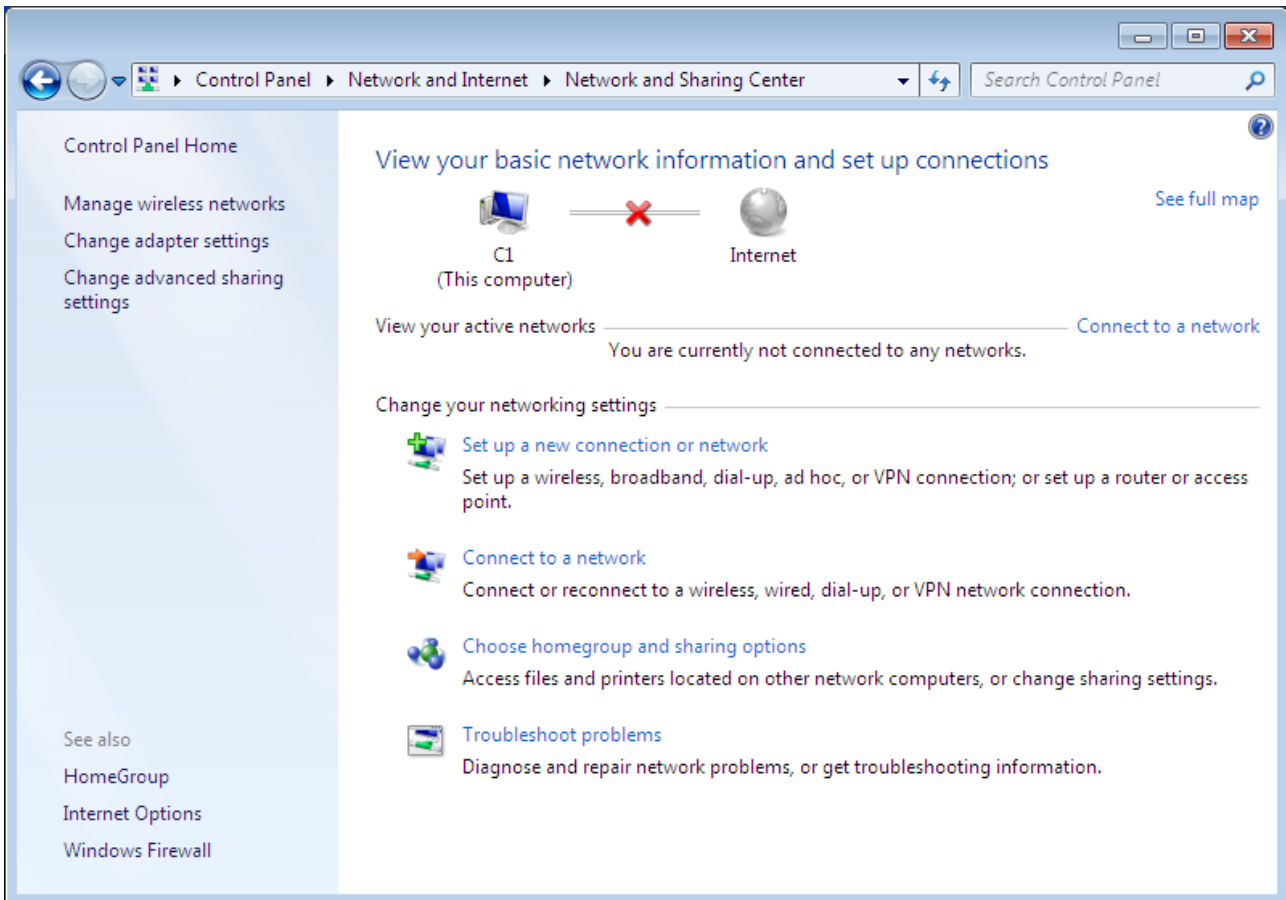 Control Panel Network and Internet Network and Sharing Center Search Control Panel
Control Panel Home
Manage wireless networks
Change adapter settings
Change advanced sharing
settings
See also
HomeGroup
Internet Options
Windows Firewall
View your basic network information and set up connections
See full map
C1
(This computer)
Internet
View your active networks Connect to a network
You are currently not connected to any networks.
Change your networking settings
Set up a new connection or network
Set up a wireless, broadband, dial-up, ad hoc, or VPN connection; or set up a router or access
point.
Connect to a network
Connect or reconnect to a wireless, wired, dial-up, or VPN network connection.
Choose homegroup and sharing options
Access files and printers located on other network computers, or change sharing settings.
Troubleshoot problems
Diagnose and repair network problems, or get troubleshooting information.